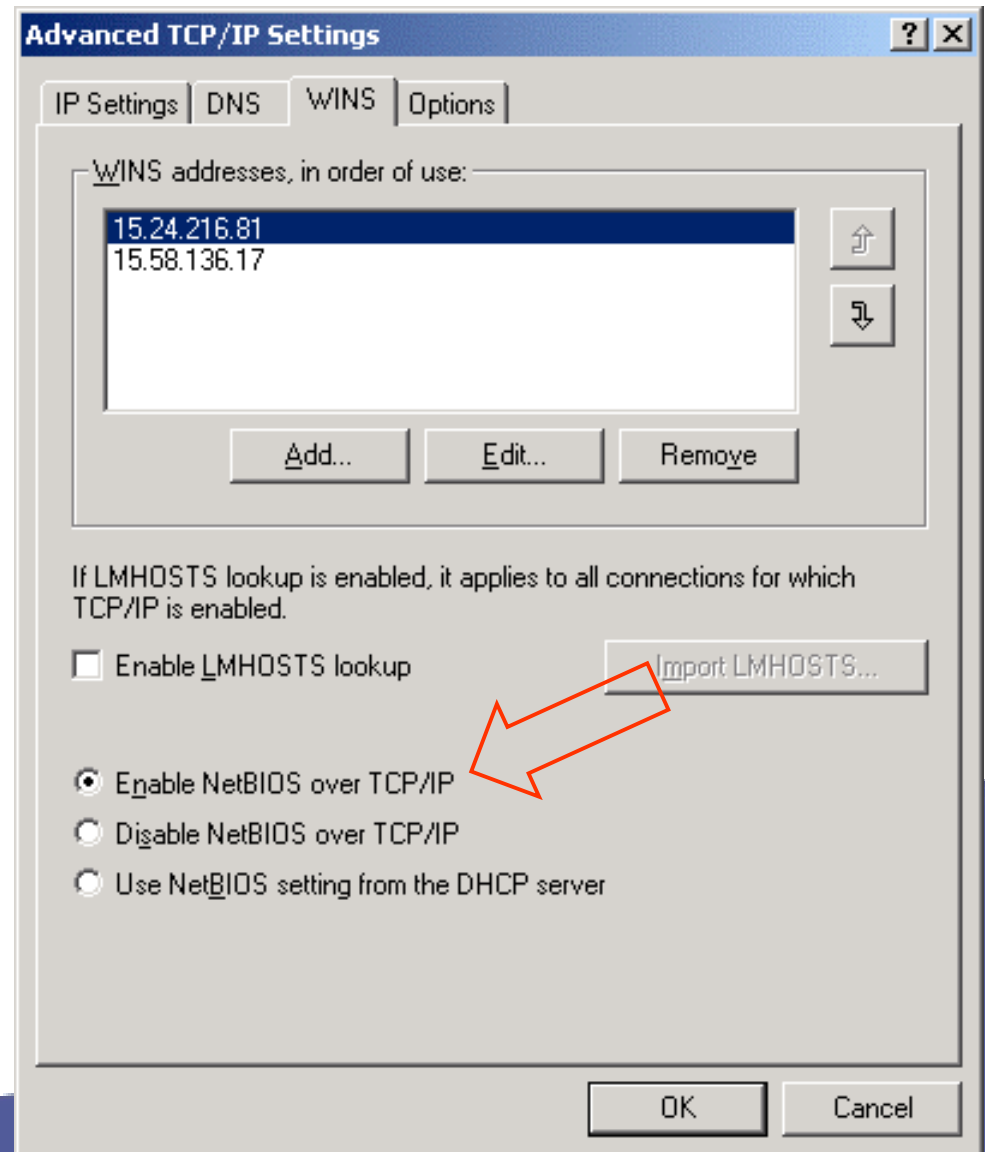 Advanced TCP/IP Settings
IP Settings DNS WINS Options
WINS addresses, in order of use:
15.24.216.81
15.58.136.17
Add... Edit... Remove
If LMHOSTS lookup is enabled, it applies to all connections for which
TCP/IP is enabled.
Enable LMHOSTS lookup Import LMHOSTS...
Enable NetBIOS over TCP/IP
Disable NetBIOS over TCP/IP
Use NetBIOS setting from the DHCP server
OK Cancel